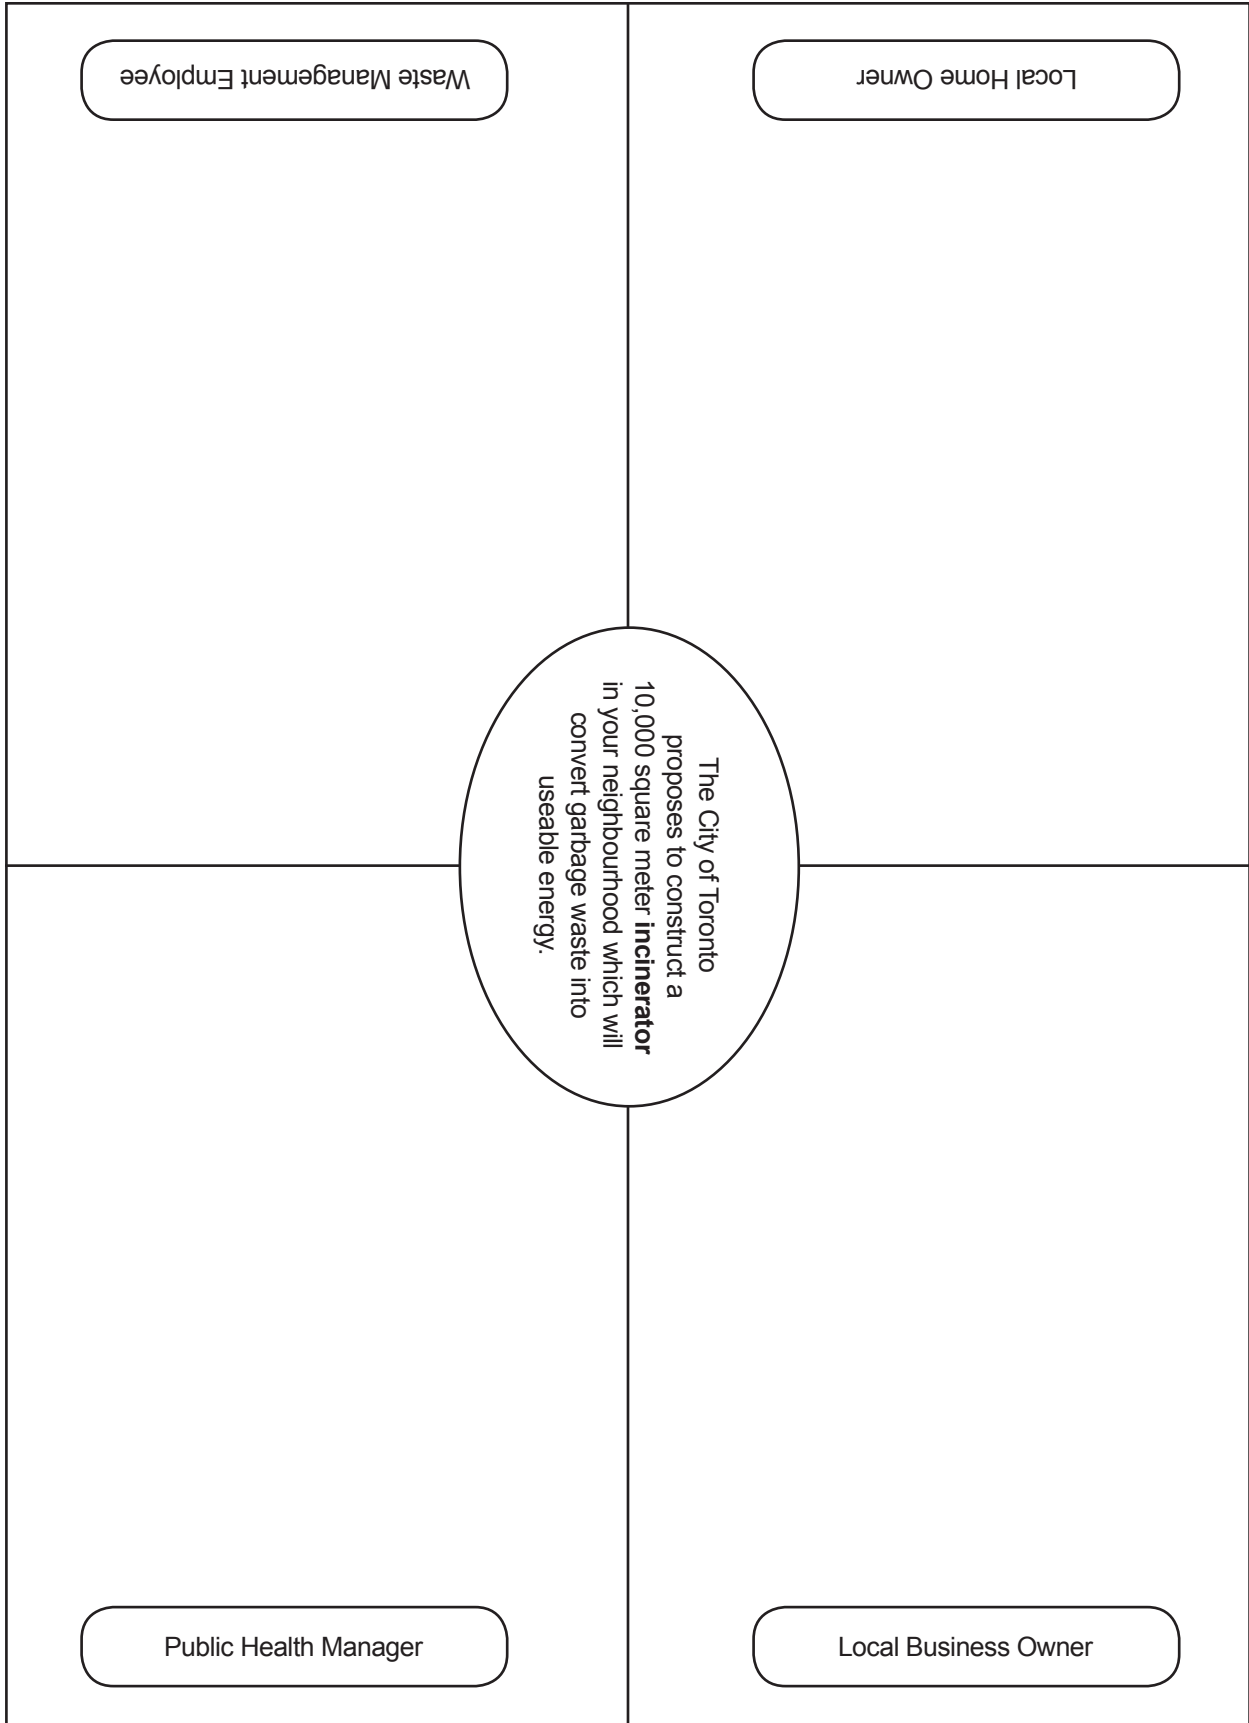 Waste Management Employee
Local Home Owner
The City of Toronto
proposes to construct a
10,000 square meter incinerator
in your neighbourhood which will
convert garbage waste into
useable energy.
Public Health Manager
Local Business Owner